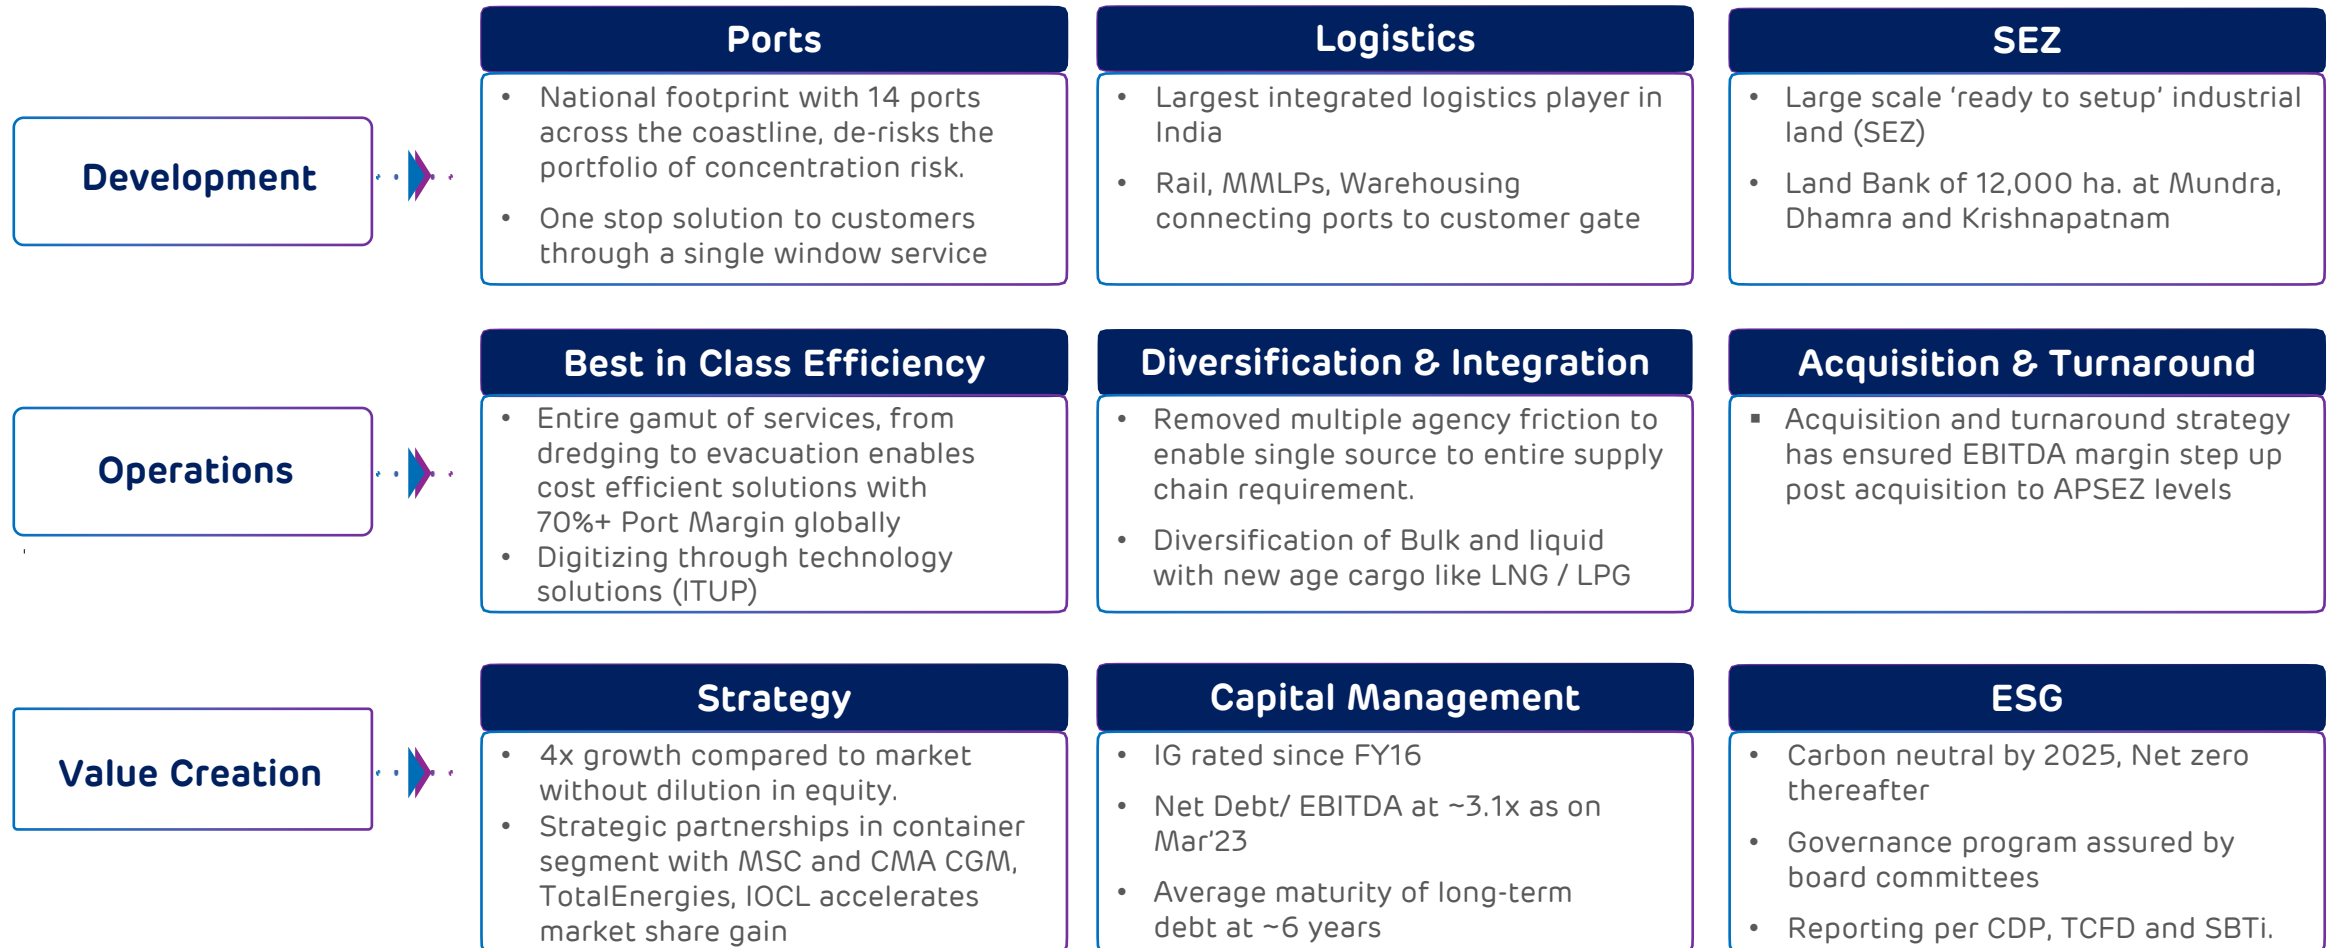 Development
Ports
• National footprint with 14 ports
across the coastline, de-risks the
portfolio of concentration risk.
• One stop solution to customers
through a single window service
Logistics
• Largest integrated logistics player in
India
• Rail, MMLPs, Warehousing
connecting ports to customer gate
SEZ
• Large scale ‘ready to setup’ industrial
land (SEZ)
• Land Bank of 12,000 ha. at Mundra,
Dhamra and Krishnapatnam
Operations
Best in Class Efficiency
• Entire gamut of services, from
dredging to evacuation enables
cost efficient solutions with
70%+ Port Margin globally
• Digitizing through technology
solutions (ITUP)
Diversification & Integration
• Removed multiple agency friction to
enable single source to entire supply
chain requirement.
• Diversification of Bulk and liquid
with new age cargo like LNG / LPG
Acquisition & Turnaround
▪ Acquisition and turnaround strategy
has ensured EBITDA margin step up
post acquisition to APSEZ levels
Value Creation
Strategy
• 4x growth compared to market
without dilution in equity.
• Strategic partnerships in container
segment with MSC and CMA CGM,
TotalEnergies, IOCL accelerates
market share gain
Capital Management
• IG rated since FY16
• Net Debt/ EBITDA at ~3.1x as on
Mar’23
• Average maturity of long-term
debt at ~6 years
ESG
• Carbon neutral by 2025, Net zero
thereafter
• Governance program assured by
board committees
• Reporting per CDP, TCFD and SBTi.